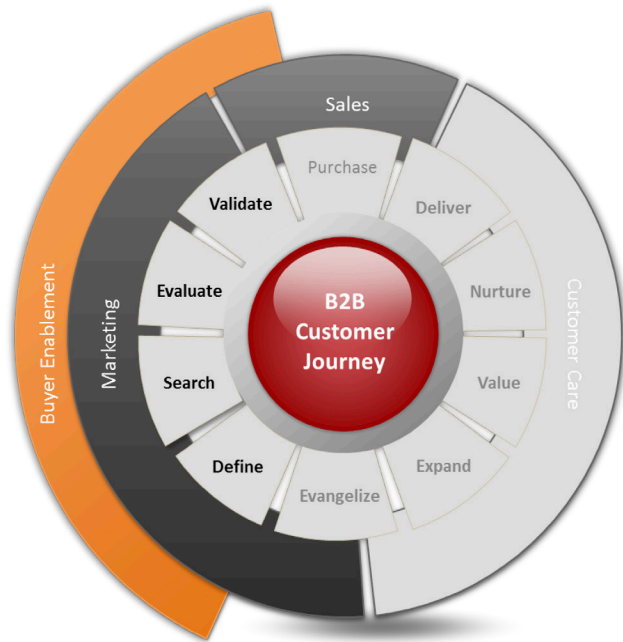 Sales
Purchase
Validate
Deliver
Evaluate
Nurture
B2B
Customer
Journey
Search
Value
Define
Expand
Evangelize
Marketing
Buyer Enablement
Customer Care